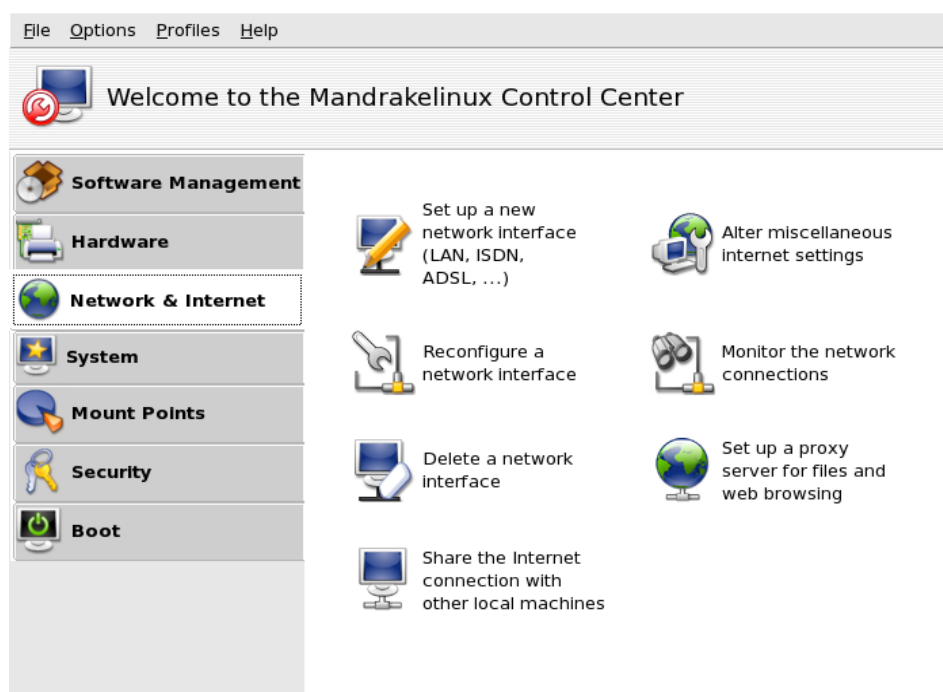 File Options Profiles Help
Welcome to the Mandrakelinux Control Center
Software Management
Hardware
Network & Internet
System
Mount Points
Security
Boot
Set up a new
network interface
(LAN, ISDN,
ADSL, ...)
Alter miscellaneous
internet settings
Reconfigure a
network interface
Monitor the network
connections
Delete a network
interface
Set up a proxy
server for files and
web browsing
Share the Internet
connection with
other local machines